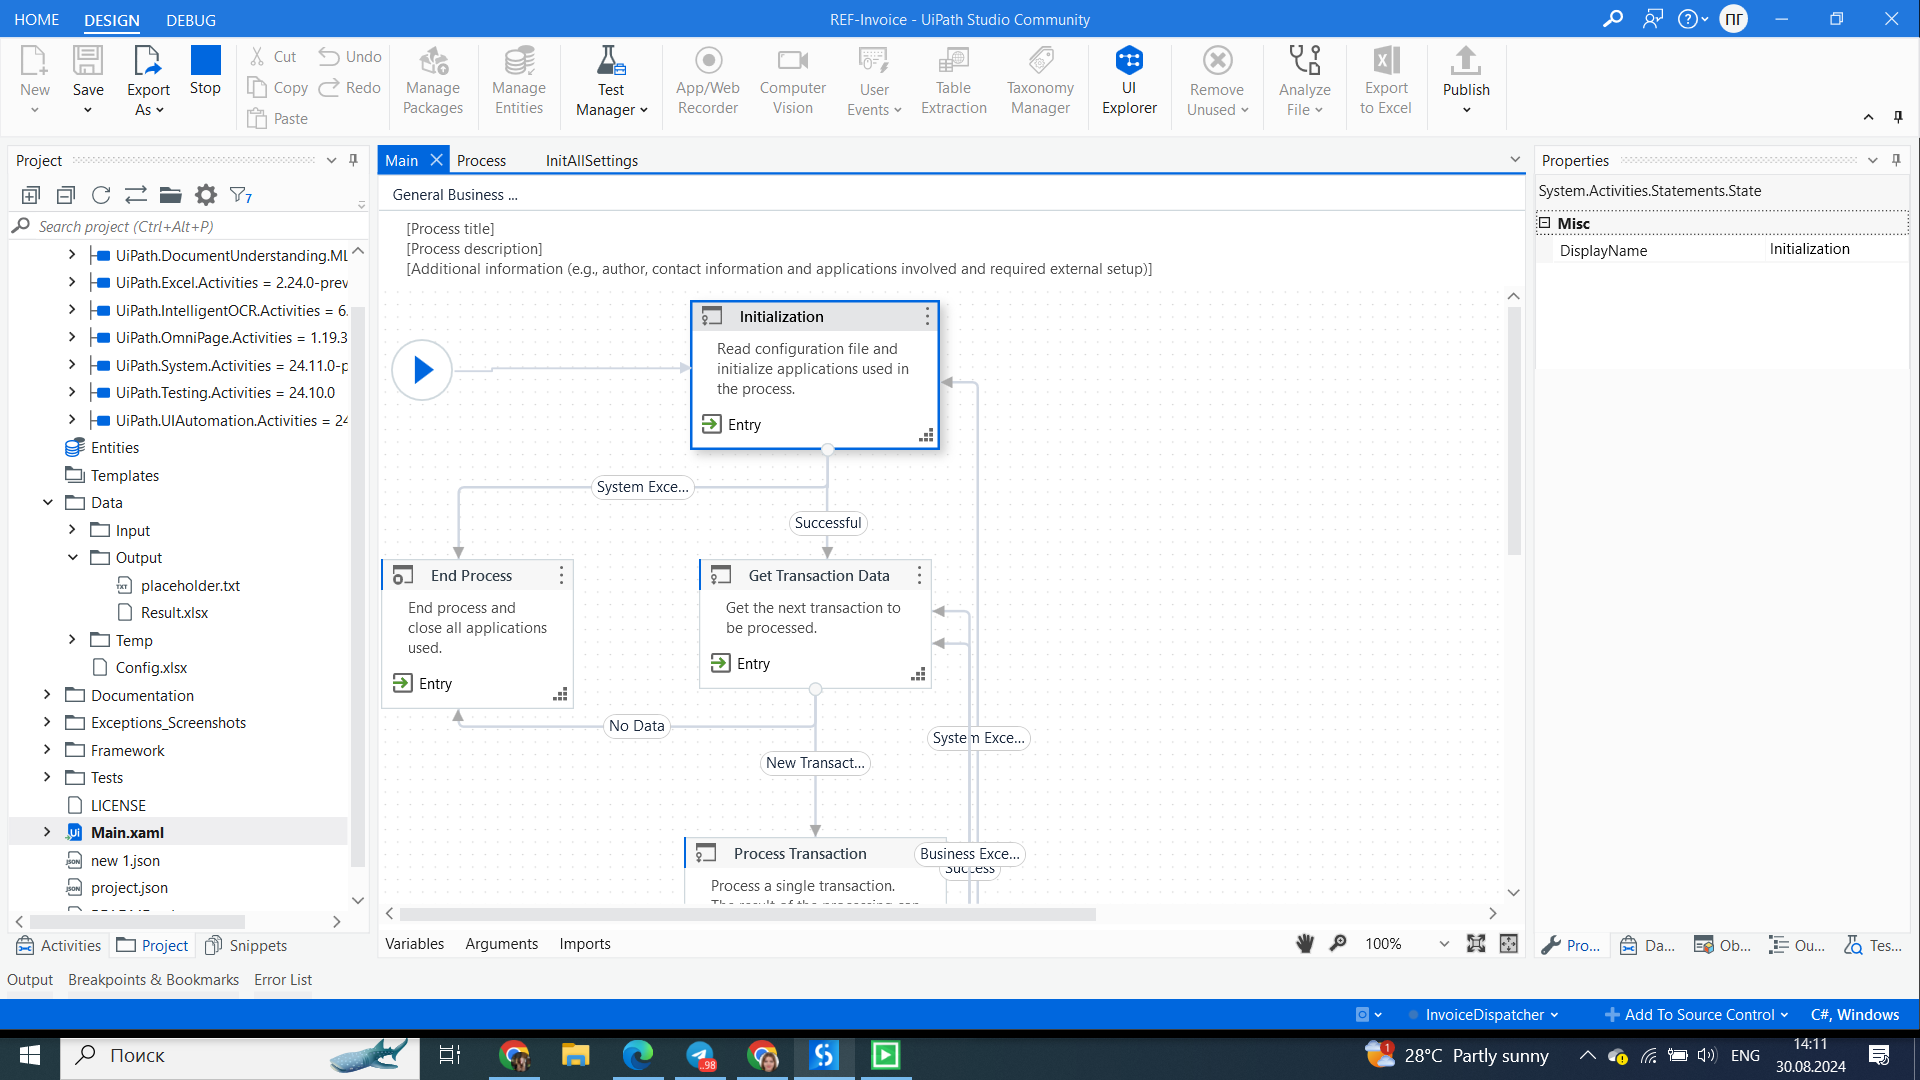 HOME DESIGN DEBUG REF-Invoice - UiPath Studio Community ПГ
New Save Export As Stop Cut Copy Paste Undo Redo Manage Packages Manage Entities Test Manager App/Web Recorder Computer Vision User Events Table Extraction Taxonomy Manager UI Explorer Remove Unused Analyze File Export to Excel Publish
Project
7
Search project (Ctrl+Alt+P)
UiPath.DocumentUnderstanding.ML
UiPath.Excel.Activities = 2.24.0-prev
UiPath.IntelligentOCR.Activities = 6.
UiPath.OmniPage.Activities = 1.19.3
UiPath.System.Activities = 24.11.0-p
UiPath.Testing.Activities = 24.10.0
UiPath.UIAutomation.Activities = 24
Entities
Templates
Data
Input
Output
placeholder.txt
Result.xlsx
Temp
Config.xlsx
Documentation
Exceptions_Screenshots
Framework
Tests
LICENSE
Main.xaml
new 1.json
project.json
Activities Project Snippets
Main Process InitAllSettings
General Business ...
[Process title]
[Process description]
[Additional information (e.g., author, contact information and applications involved and required external setup)]
Initialization
Read configuration file and
initialize applications used in
the process.
Entry
System Exce...
Successful
End Process
End process and
close all applications
used.
Entry
Get Transaction Data
Get the next transaction to
be processed.
Entry
No Data
System Exce...
New Transact...
Process Transaction
Business Exce...
Success
Process a single transaction.
Variables Arguments Imports 100%
Properties
System.Activities.Statements.State
Misc
DisplayName Initialization
Pro... Da... Ob... Ou... Tes...
Output Breakpoints & Bookmarks Error List
InvoiceDispatcher Add To Source Control C#, Windows
Поиск
..98
1
28°C Partly sunny
ENG
14:11
30.08.2024